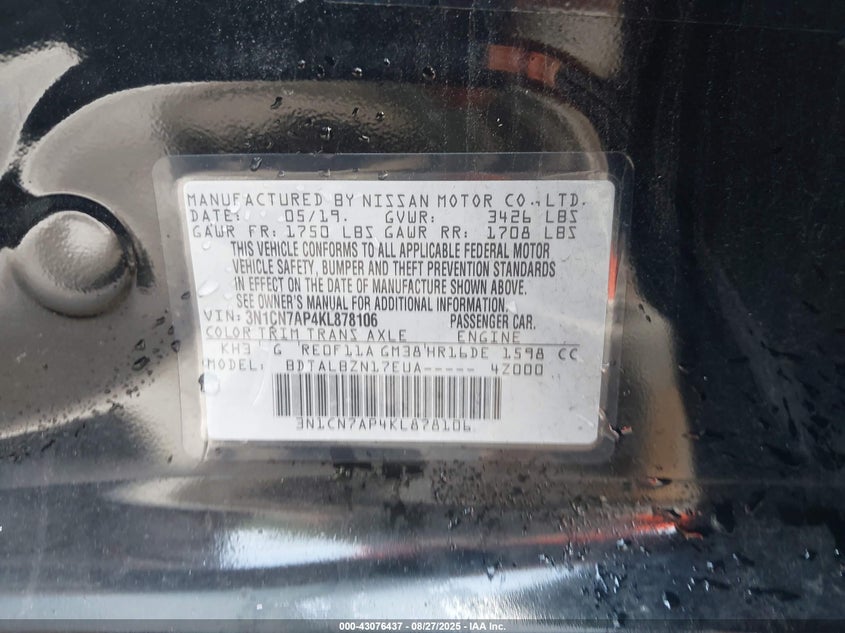 MANUFACTURED BY NISSAN MOTOR CO.,LTD.
DATE: 05/19. GVWR: 3426 LBS
GAWR FR: 1750 LBS GAWR RR: 1708 LBS
THIS VEHICLE CONFORMS TO ALL APPLICABLE FEDERAL MOTOR
VEHICLE SAFETY, BUMPER AND THEFT PREVENTION STANDARDS
IN EFFECT ON THE DATE OF MANUFACTURE SHOWN ABOVE.
SEE OWNER'S MANUAL FOR ADDITIONAL INFORMATION.
VIN: 3N1CN7AP4KL878106 PASSENGER CAR.
COLOR TRIM TRANS AXLE ENGINE
KH3 G RE0F11A GM38 HR16DE 1598 CC
MODEL: BDTALBZN17EUA----- 4Z000
3N1CN7AP4KL878106
000-43076437 - 08/27/2025 - IAA Inc.